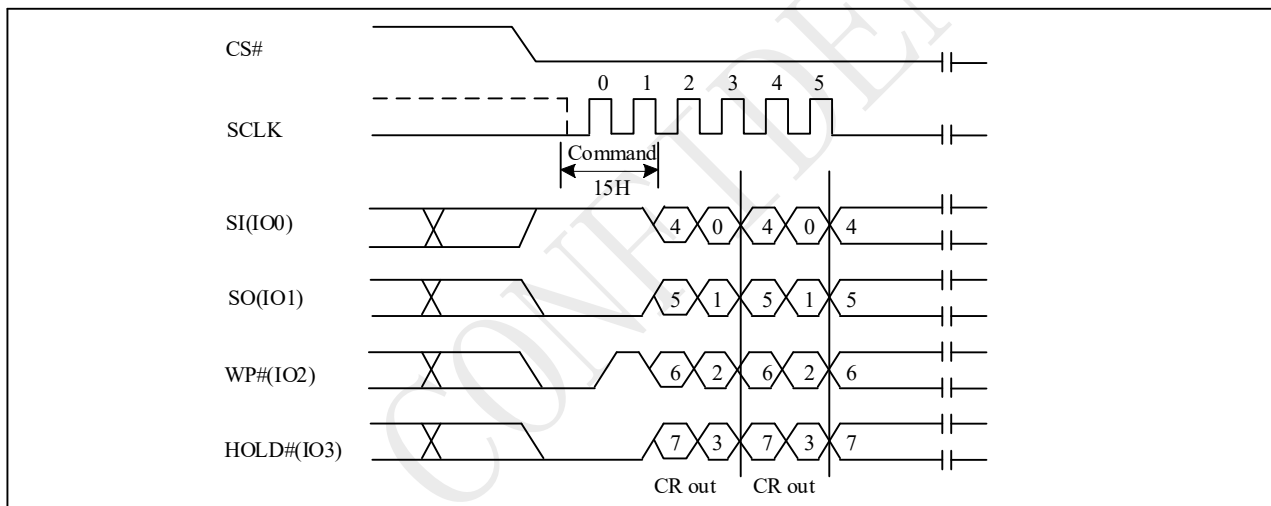 CS#
0 1 2 3 4 5
SCLK
Command
15H
SI(IO0) 4 0 4 0 4
SO(IO1) 5 1 5 1 5
WP#(IO2) 6 2 6 2 6
HOLD#(IO3) 7 3 7 3 7
CR out CR out
CONFIDEN